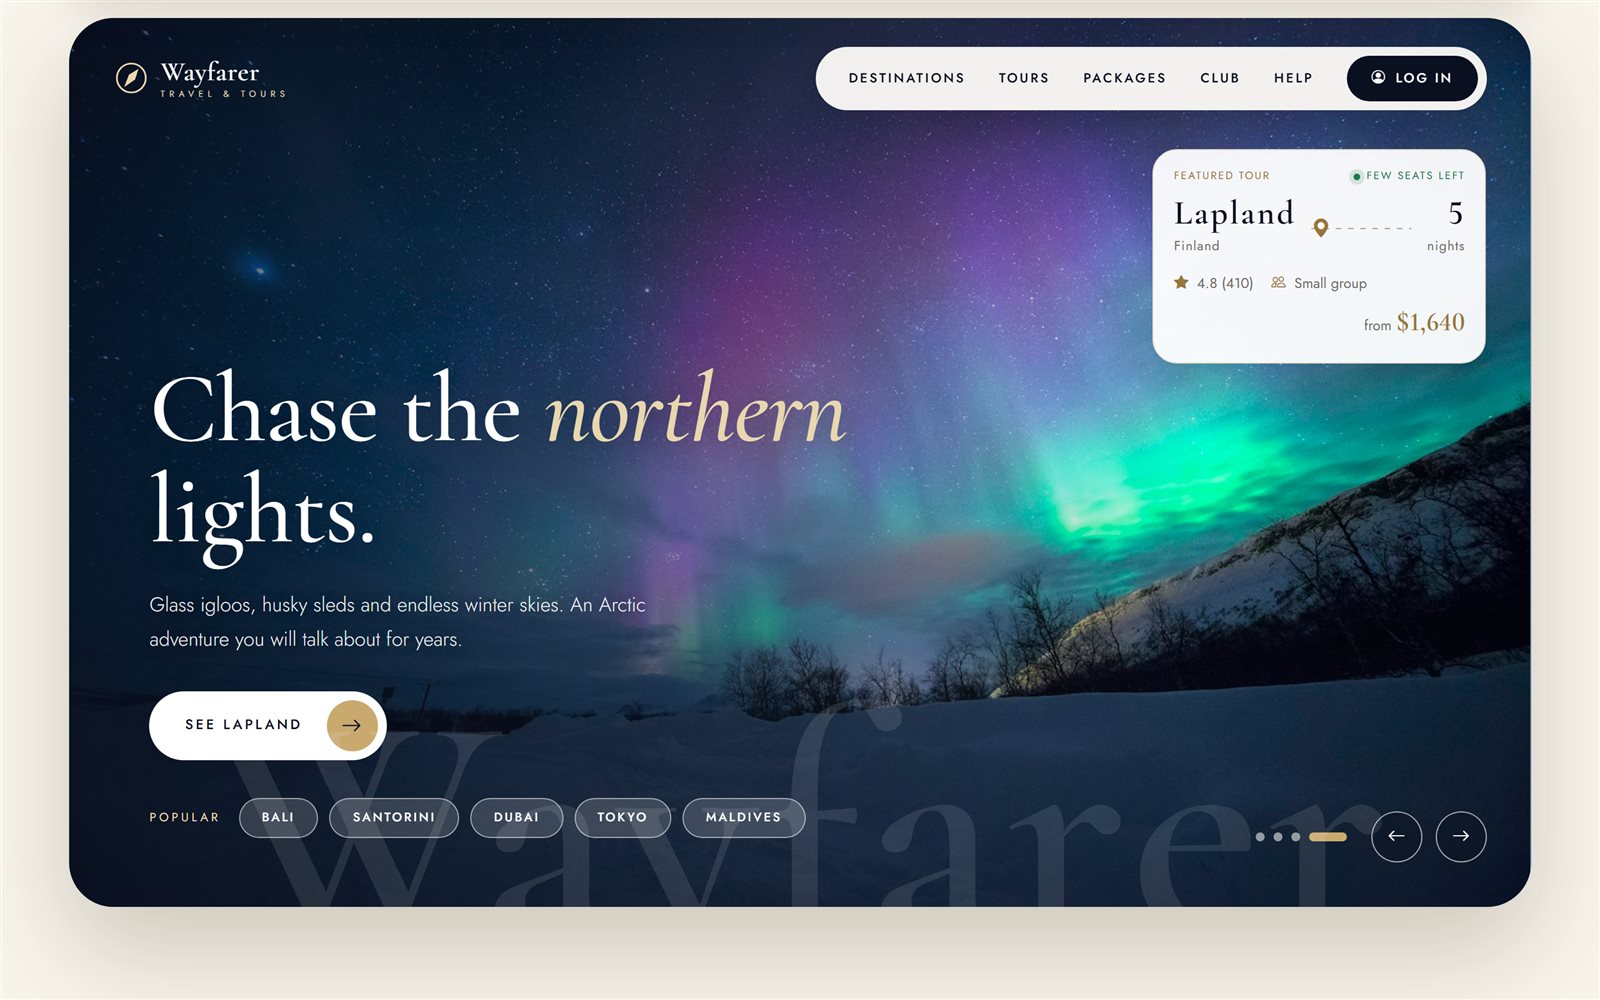 Wayfarer
TRAVEL & TOURS
DESTINATIONS
TOURS
PACKAGES
CLUB
HELP
LOG IN
FEATURED TOUR
FEW SEATS LEFT
Lapland
5
Finland
nights
4.8 (410)
Small group
from $1,640
Chase the northern
lights.
Glass igloos, husky sleds and endless winter skies. An Arctic
adventure you will talk about for years.
SEE LAPLAND
POPULAR
BALI
SANTORINI
DUBAI
TOKYO
MALDIVES
Wayfarer